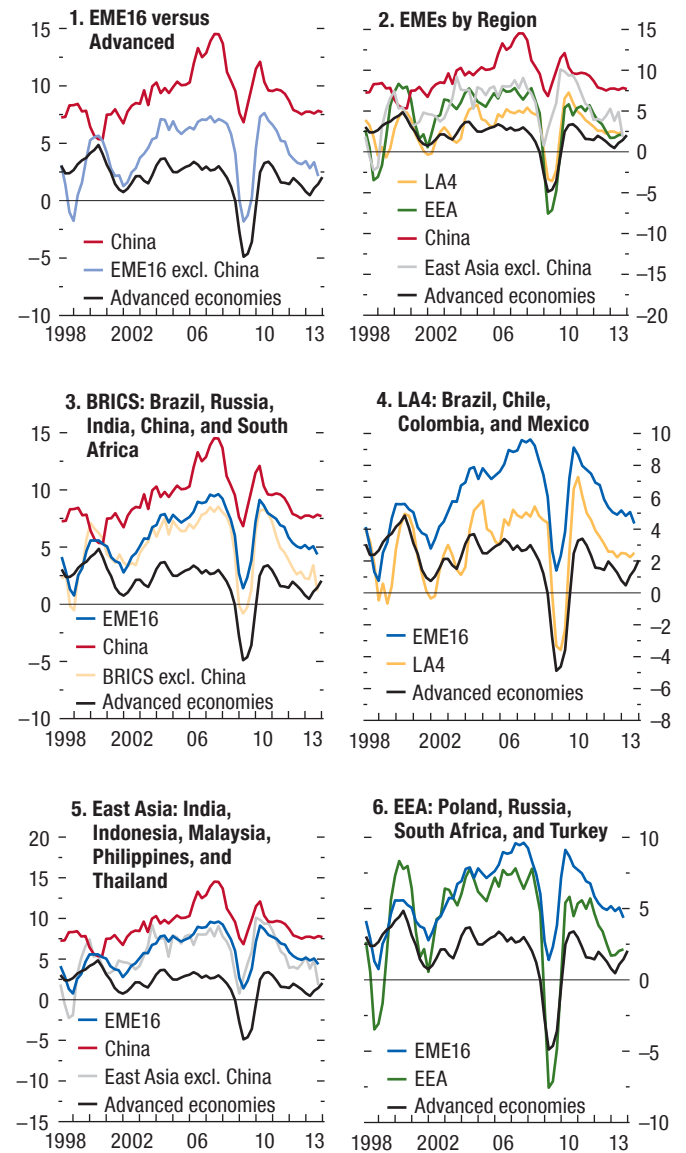 1. EME16 versus
Advanced
15
10
5
0
–5
–10
China
EME16 excl. China
Advanced economies
1998 2002 06 10 13
2. EMEs by Region
15
10
5
0
–5
–10
–15
–20
LA4
EEA
China
East Asia excl. China
Advanced economies
1998 2002 06 10 13
3. BRICS: Brazil, Russia,
India, China, and South
Africa
15
10
5
0
–5
–10
EME16
China
BRICS excl. China
Advanced economies
1998 2002 06 10 13
4. LA4: Brazil, Chile,
Colombia, and Mexico
10
8
6
4
2
0
–2
–4
–6
–8
EME16
LA4
Advanced economies
1998 2002 06 10 13
5. East Asia: India,
Indonesia, Malaysia,
Philippines, and
Thailand
20
15
10
5
0
–5
–10
–15
EME16
China
East Asia excl. China
Advanced economies
1998 2002 06 10 13
6. EEA: Poland, Russia,
South Africa, and Turkey
10
5
0
–5
–10
EME16
EEA
Advanced economies
1998 2002 06 10 13